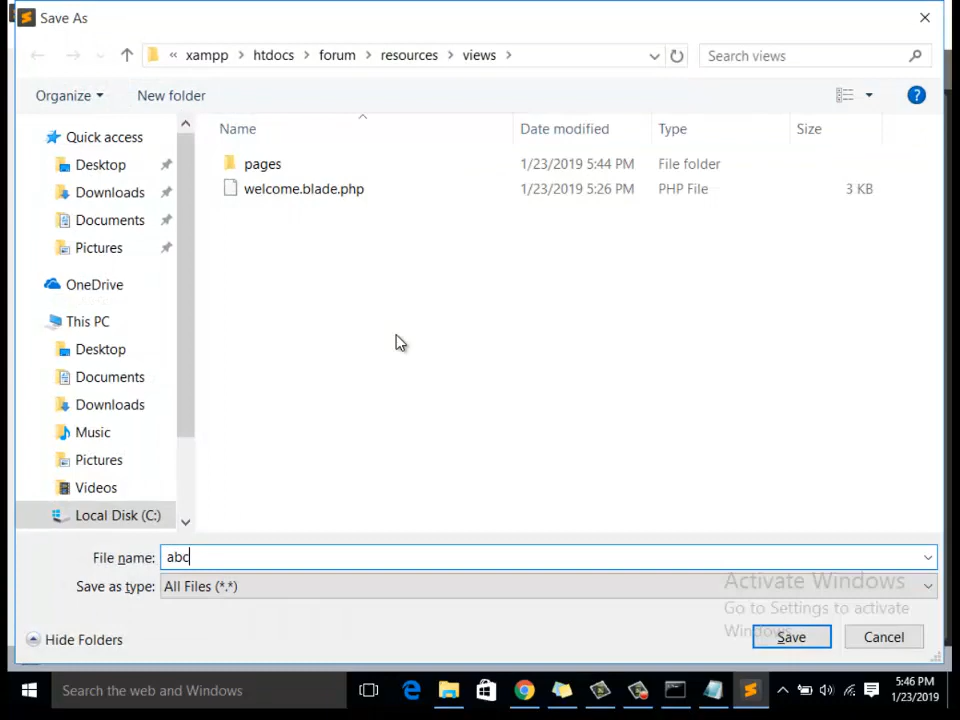 Save As
« xampp > htdocs > forum > resources > views >
Search views
Organize
New folder
?
Name
Date modified
Type
Size
pages
1/23/2019 5:44 PM
File folder
welcome.blade.php
1/23/2019 5:26 PM
PHP File
3 KB
Quick access
Desktop
Downloads
Documents
Pictures
OneDrive
This PC
Desktop
Documents
Downloads
Music
Pictures
Videos
Local Disk (C:)
File name:
abc
Save as type:
All Files (*.*)
Activate Windows
Go to Settings to activate
Windows.
Hide Folders
Save
Cancel
Search the web and Windows
5:46 PM
1/23/2019